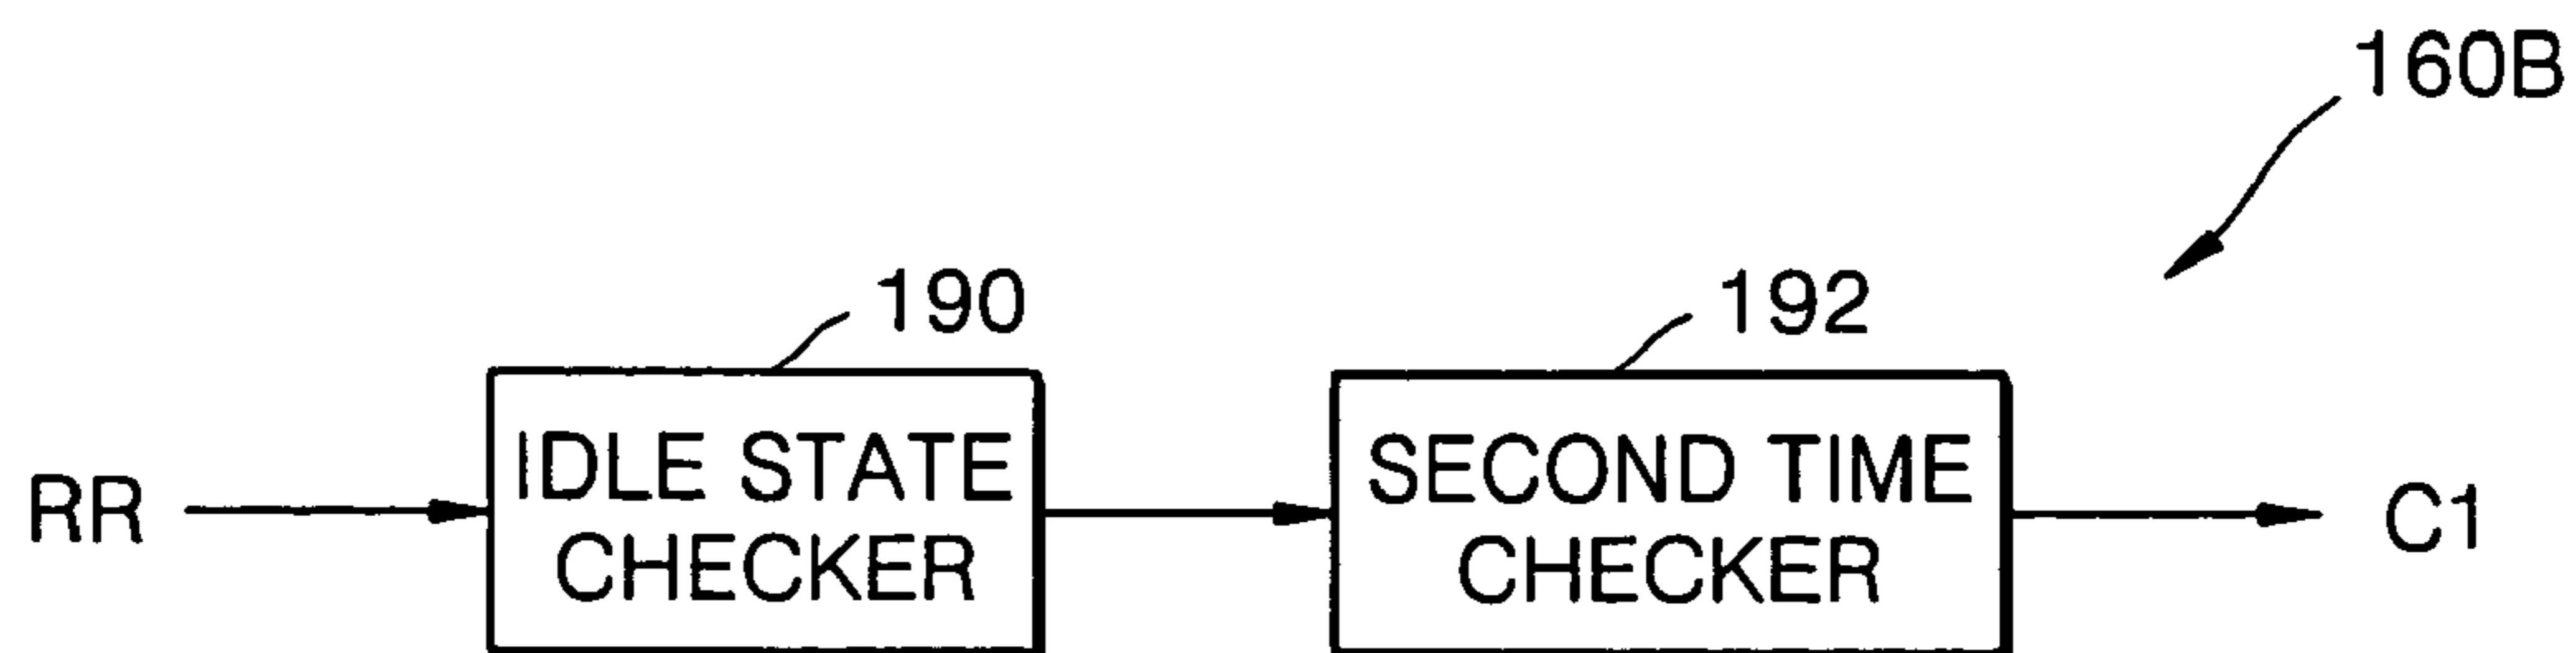 160B
190
192
RR
IDLE STATE
CHECKER
SECOND TIME
CHECKER
C1